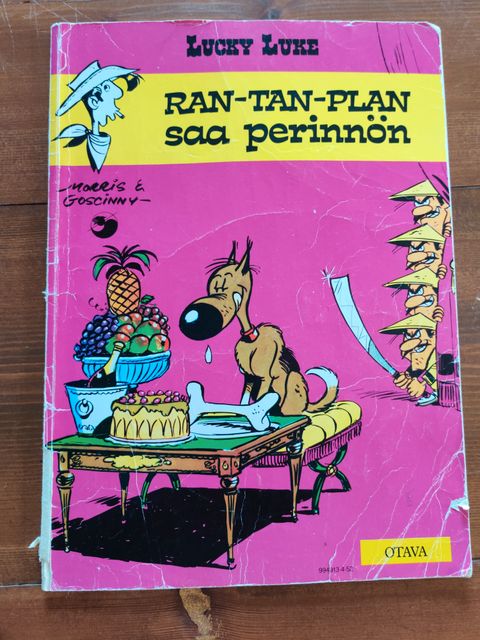 LUCKY LUKE
RAN-TAN-PLAN
saa perinnön
MORRIS &
GOSCINNY
OTAVA